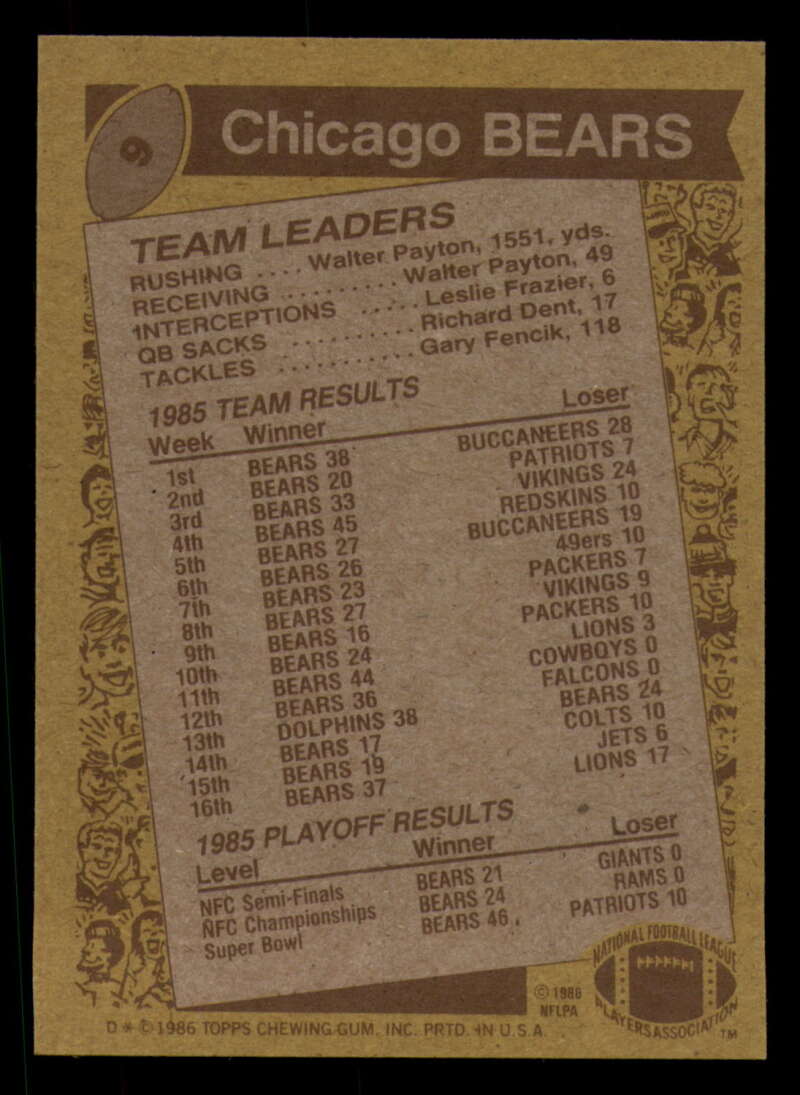 9
Chicago BEARS
TEAM LEADERS
RUSHING .... Walter Payton, 1551, yds.
RECEIVING .......... Walter Payton, 49
INTERCEPTIONS ..... Leslie Frazier, 6
QB SACKS .......... Richard Dent, 17
TACKLES ........... Gary Fencik, 118
1985 TEAM RESULTS
Week Winner Loser
1st BEARS 38 BUCCANEERS 28
2nd BEARS 20 PATRIOTS 7
3rd BEARS 33 VIKINGS 24
4th BEARS 45 REDSKINS 10
5th BEARS 27 BUCCANEERS 19
6th BEARS 26 49ers 10
7th BEARS 23 PACKERS 7
8th BEARS 27 VIKINGS 9
9th BEARS 16 PACKERS 10
10th BEARS 24 LIONS 3
11th BEARS 44 COWBOYS 0
12th BEARS 36 FALCONS 0
13th DOLPHINS 38 BEARS 24
14th BEARS 17 COLTS 10
15th BEARS 19 JETS 6
16th BEARS 37 LIONS 17
1985 PLAYOFF RESULTS
Level Winner Loser
NFC Semi-Finals BEARS 21 GIANTS 0
NFC Championships BEARS 24 RAMS 0
Super Bowl BEARS 46 PATRIOTS 10
© 1986
NFLPA
NATIONAL FOOTBALL LEAGUE
PLAYERS ASSOCIATION
TM
D * © 1986 TOPPS CHEWING GUM, INC. PRTD. IN U.S.A.